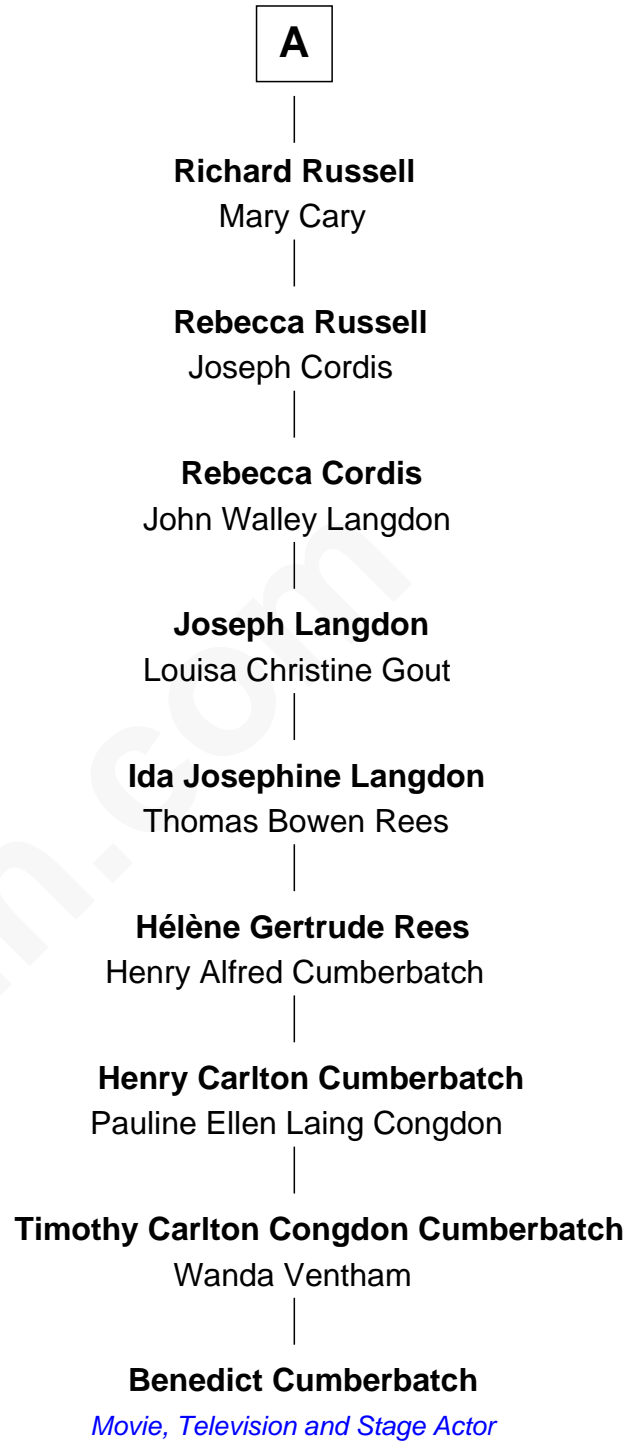 A
Richard Russell
Mary Cary
Rebecca Russell
Joseph Cordis
Rebecca Cordis
John Walley Langdon
Joseph Langdon
Louisa Christine Gout
Ida Josephine Langdon
Thomas Bowen Rees
Hélène Gertrude Rees
Henry Alfred Cumberbatch
Henry Carlton Cumberbatch
Pauline Ellen Laing Congdon
Timothy Carlton Congdon Cumberbatch
Wanda Ventham
Benedict Cumberbatch
Movie, Television and Stage Actor